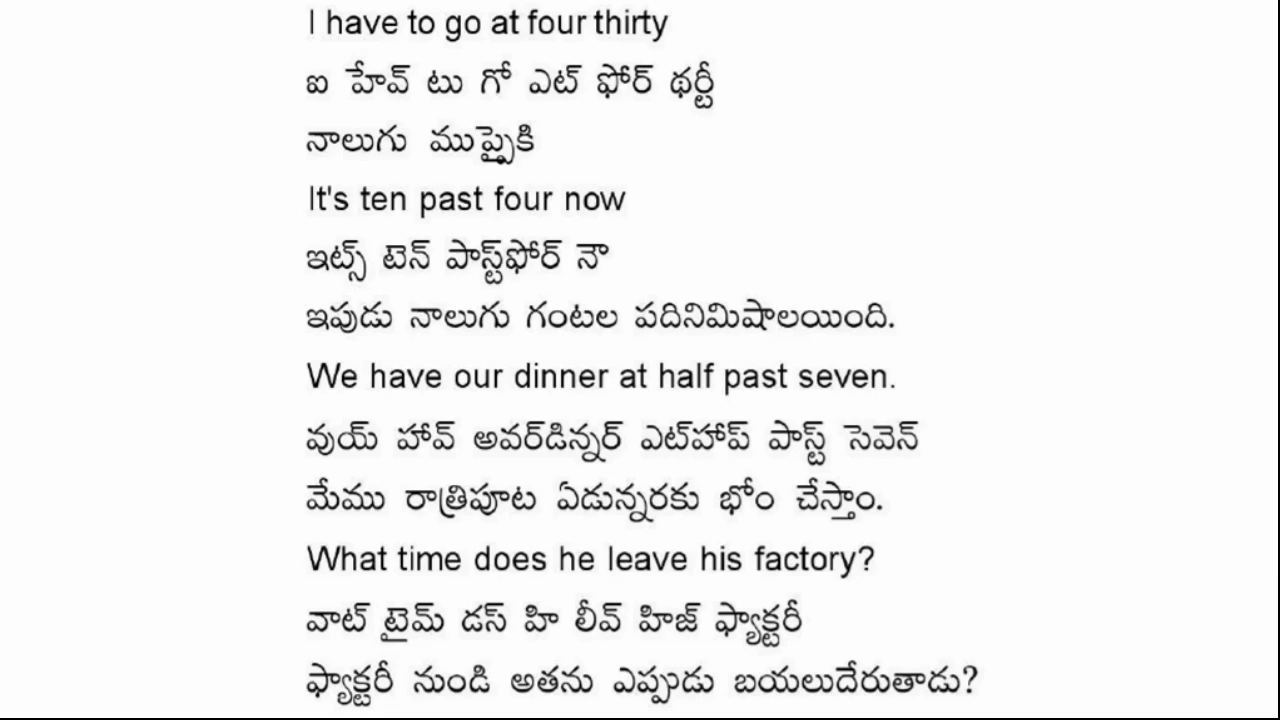 I have to go at four thirty
ఐ హేవ్ టు గో ఎట్ ఫోర్ థర్టీ
నాలుగు ముప్ఫైకి
It's ten past four now
ఇట్స్ టెన్ పాస్ట్‌ఫోర్ నౌ
ఇపుడు నాలుగు గంటల పదినిమిషాలయింది.
We have our dinner at half past seven.
వుయ్ హావ్ అవర్‌డిన్నర్ ఎట్‌హాప్ పాస్ట్ సెవెన్
మేము రాత్రిపూట ఏడున్నరకు భోం చేస్తాం.
What time does he leave his factory?
వాట్ టైమ్ డస్ హి లీవ్ హిజ్ ఫ్యాక్టరీ
ఫ్యాక్టరీ నుండి అతను ఎప్పుడు బయలుదేరుతాడు?